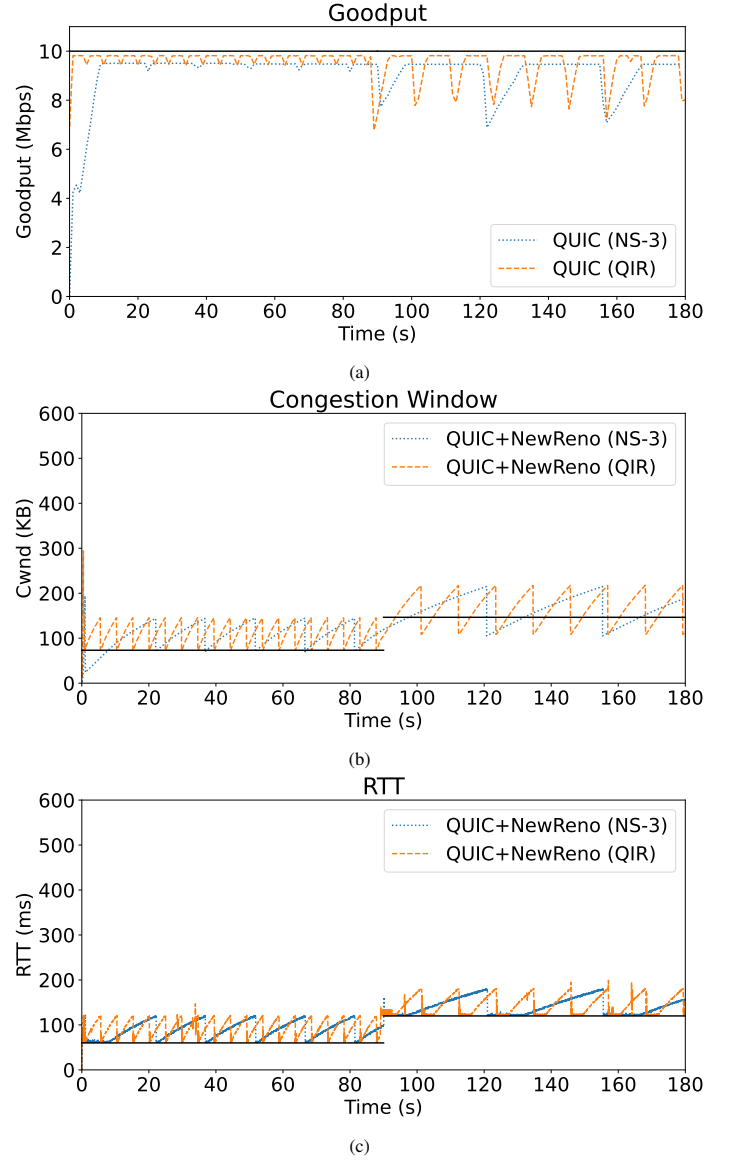 Goodput
10
8
6
4
2
0
Goodput (Mbps)
QUIC (NS-3)
QUIC (QIR)
0 20 40 60 80 100 120 140 160 180
Time (s)
(a)
Congestion Window
600
500
400
300
200
100
0
Cwnd (KB)
QUIC+NewReno (NS-3)
QUIC+NewReno (QIR)
0 20 40 60 80 100 120 140 160 180
Time (s)
(b)
RTT
600
500
400
300
200
100
0
RTT (ms)
QUIC+NewReno (NS-3)
QUIC+NewReno (QIR)
0 20 40 60 80 100 120 140 160 180
Time (s)
(c)